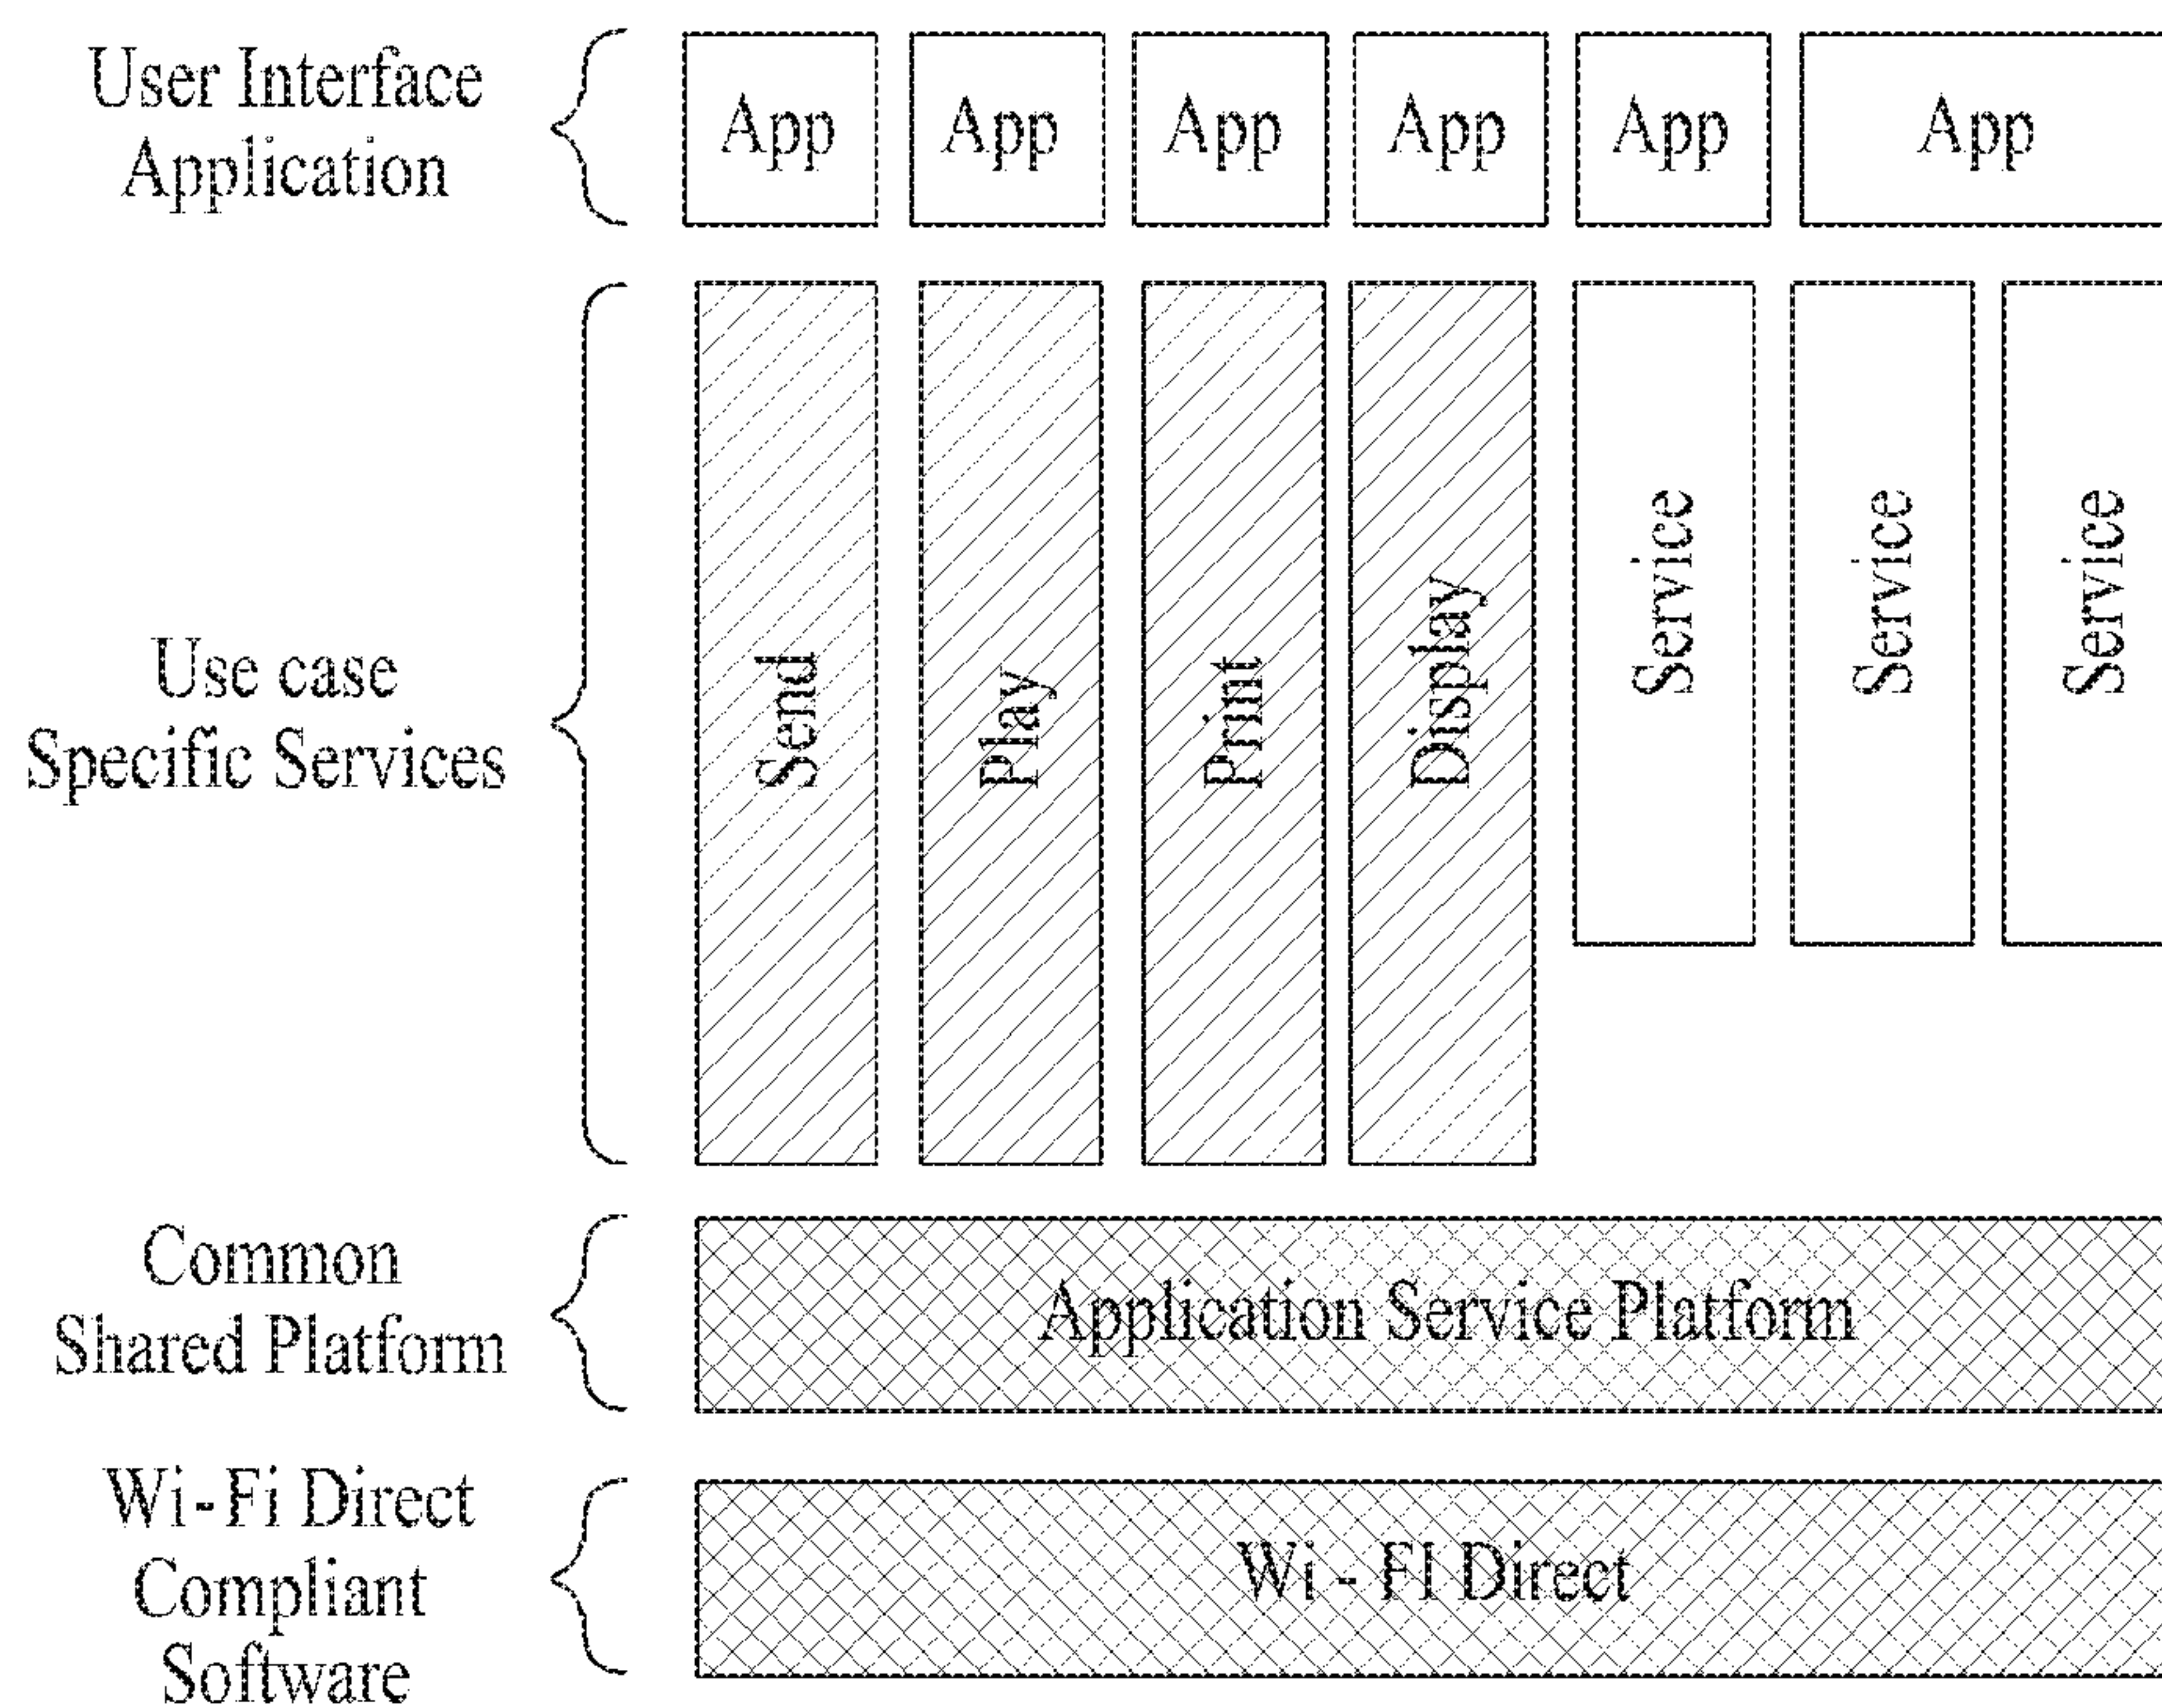 User Interface
Application
App
App
App
App
App
App
Use case
Specific Services
Send
Play
Print
Display
Service
Service
Service
Common
Shared Platform
Application Service Platform
Wi-Fi Direct
Compliant
Software
Wi - FI Direct